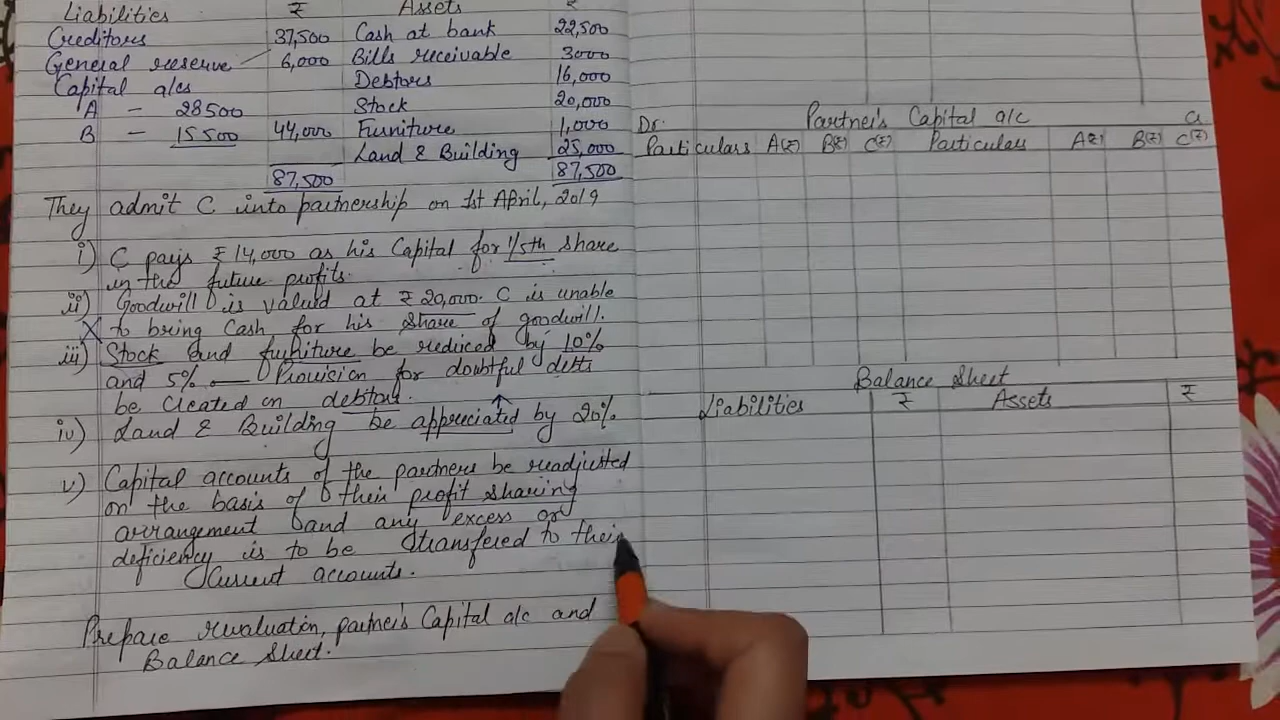 Liabilities ₹ Assets ₹
Creditors 37,500 Cash at bank 22,500
General reserve 6,000 Bills receivable 3000
Capital a/cs Debtors 16,000
A - 28500 Stock 20,000
B - 15500 44,000 Furniture 1,000
Land & Building 25,000
87,500 87,500
They admit C into partnership on 1st April, 2019
i) C pays ₹ 14,000 as his Capital for 1/5th share
in the future profits.
ii) Goodwill is valued at ₹ 20,000. C is unable
to bring Cash for his share of goodwill.
iii) Stock and furniture be reduced by 10%
and 5% Provision for doubtful debts
be created on debtors.
iv) Land & Building be appreciated by 20%
v) Capital accounts of the partners be readjusted
on the basis of their profit sharing
arrangement and any excess or
deficiency is to be transfered to their
Current accounts.
Prepare revaluation, partner's Capital a/c and
Balance Sheet.
Partner's Capital a/c
Dr. Cr.
Particulars A(₹) B(₹) C(₹) Particulars A(₹) B(₹) C(₹)
Balance Sheet
Liabilities ₹ Assets ₹